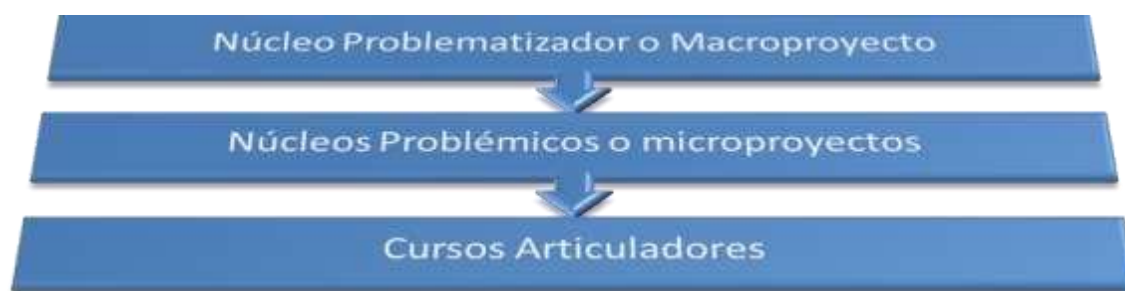 Núcleo Problematizador o Macroproyecto
Núcleos Problémicos o microproyectos
Cursos Articuladores